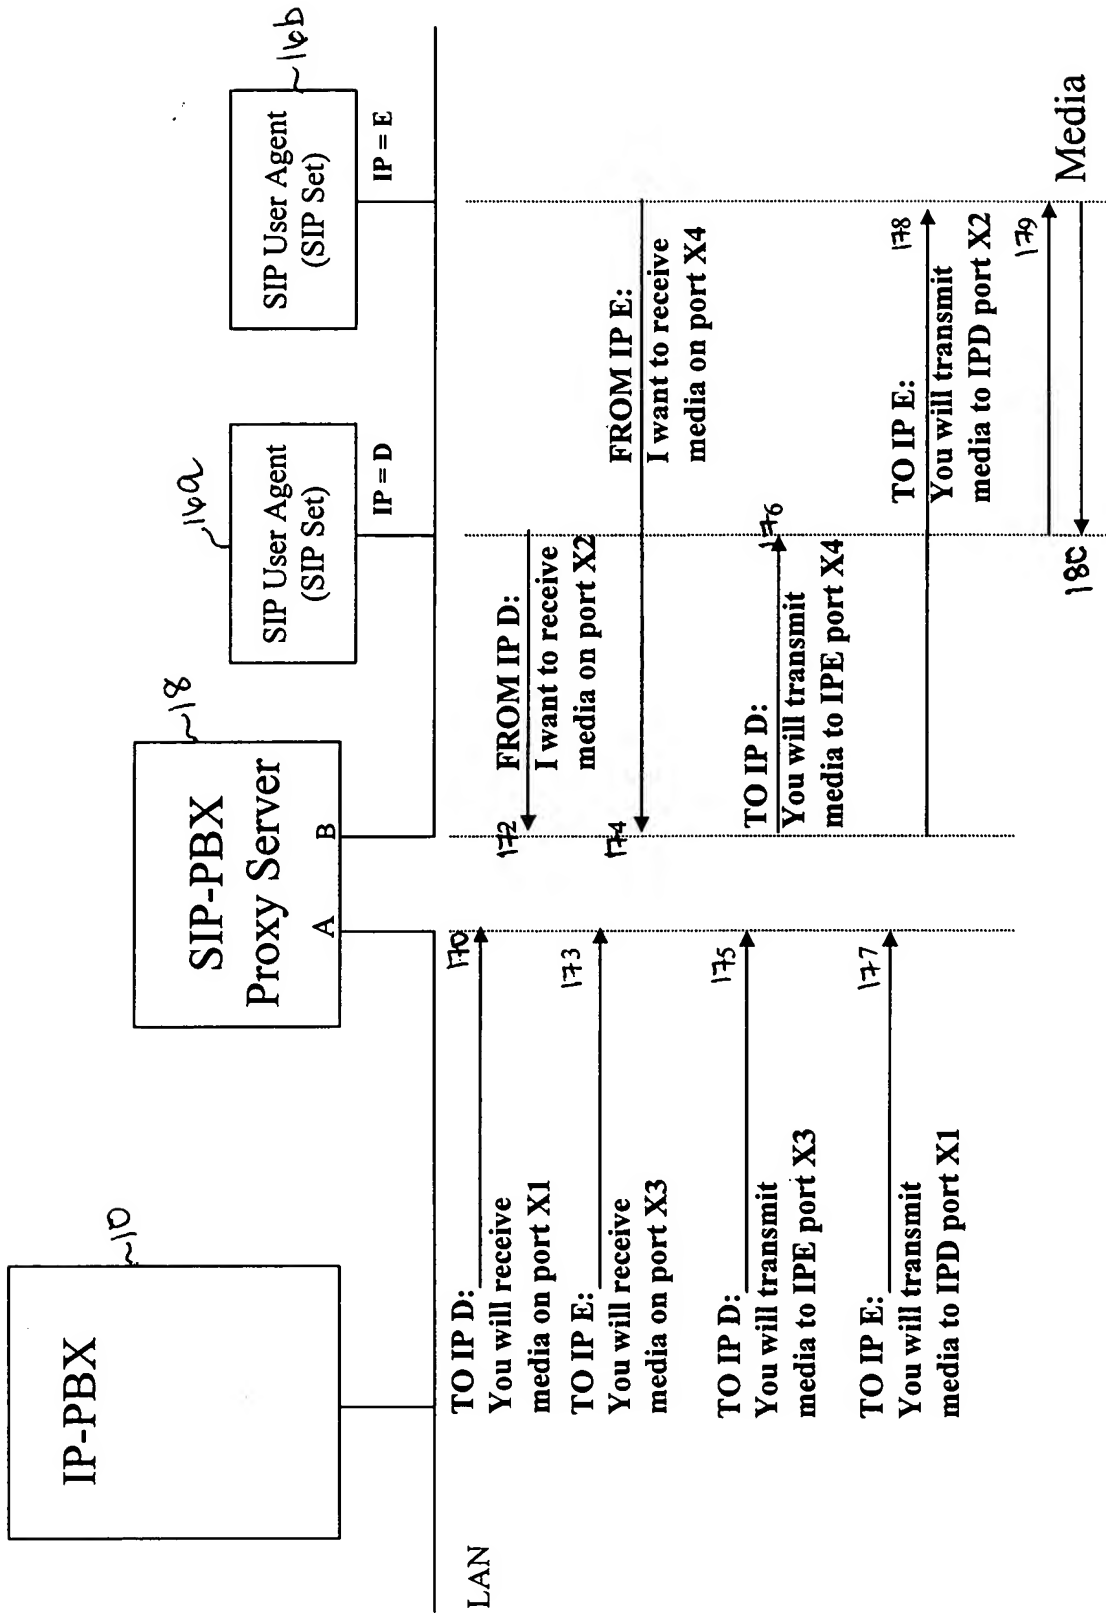 IP-PBX
10
SIP-PBX
Proxy Server
A
B
18
SIP User Agent
(SIP Set)
16a
IP = D
SIP User Agent
(SIP Set)
16b
IP = E
LAN
TO IP D:
You will receive
media on port X1
170
FROM IP D:
I want to receive
media on port X2
172
TO IP E:
You will receive
media on port X3
173
FROM IP E:
I want to receive
media on port X4
174
TO IP D:
You will transmit
media to IPE port X3
175
TO IP D:
You will transmit
media to IPE port X4
176
TO IP E:
You will transmit
media to IPD port X1
177
TO IP E:
You will transmit
media to IPD port X2
178
179
180
Media